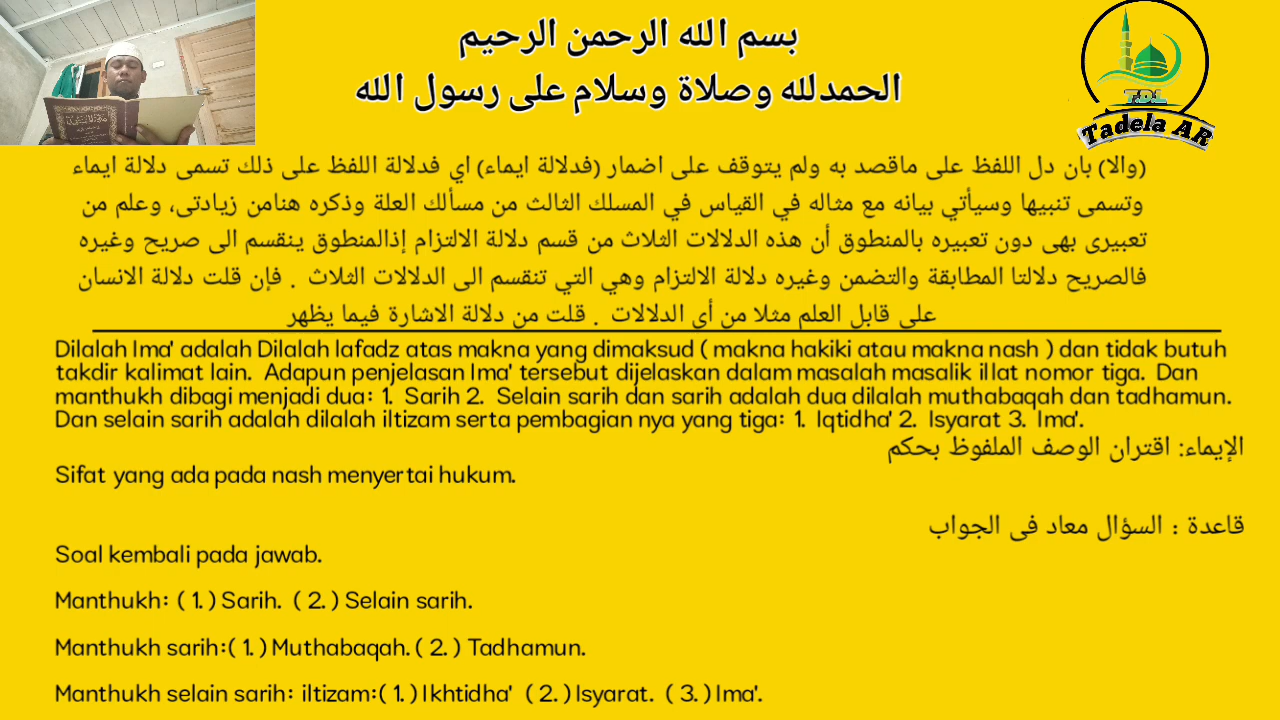 بسم الله الرحمن الرحيم
الحمدلله وصلاة وسلام على رسول الله
T.D.L
Tadela AR
(والا) بان دل اللفظ على ماقصد به ولم يتوقف على اضمار (فدلالة ايماء) اي فدلالة اللفظ على ذلك تسمى دلالة ايماء
وتسمى تنبيها وسيأتي بيانه مع مثاله في القياس في المسلك الثالث من مسألك العلة وذكره هنامن زيادتى، وعلم من
تعبيرى بهى دون تعبيره بالمنطوق أن هذه الدلالات الثلاث من قسم دلالة الالتزام إذالمنطوق ينقسم الى صريح وغيره
فالصريح دلالتا المطابقة والتضمن وغيره دلالة الالتزام وهي التي تنقسم الى الدلالات الثلاث . فإن قلت دلالة الانسان
على قابل العلم مثلا من أي الدلالات . قلت من دلالة الاشارة فيما يظهر
Dilalah Ima' adalah Dilalah lafadz atas makna yang dimaksud ( makna hakiki atau makna nash ) dan tidak butuh
takdir kalimat lain. Adapun penjelasan Ima' tersebut dijelaskan dalam masalah masalik illat nomor tiga. Dan
manthukh dibagi menjadi dua: 1. Sarih 2. Selain sarih dan sarih adalah dua dilalah muthabaqah dan tadhamun.
Dan selain sarih adalah dilalah iltizam serta pembagian nya yang tiga: 1. Iqtidha' 2. Isyarat 3. Ima'.
الإيماء: اقتران الوصف الملفوظ بحكم
Sifat yang ada pada nash menyertai hukum.
قاعدة : السؤال معاد فى الجواب
Soal kembali pada jawab.
Manthukh: ( 1. ) Sarih. ( 2. ) Selain sarih.
Manthukh sarih:( 1. ) Muthabaqah. ( 2. ) Tadhamun.
Manthukh selain sarih: iltizam:( 1. ) Ikhtidha' ( 2. ) Isyarat. ( 3. ) Ima'.